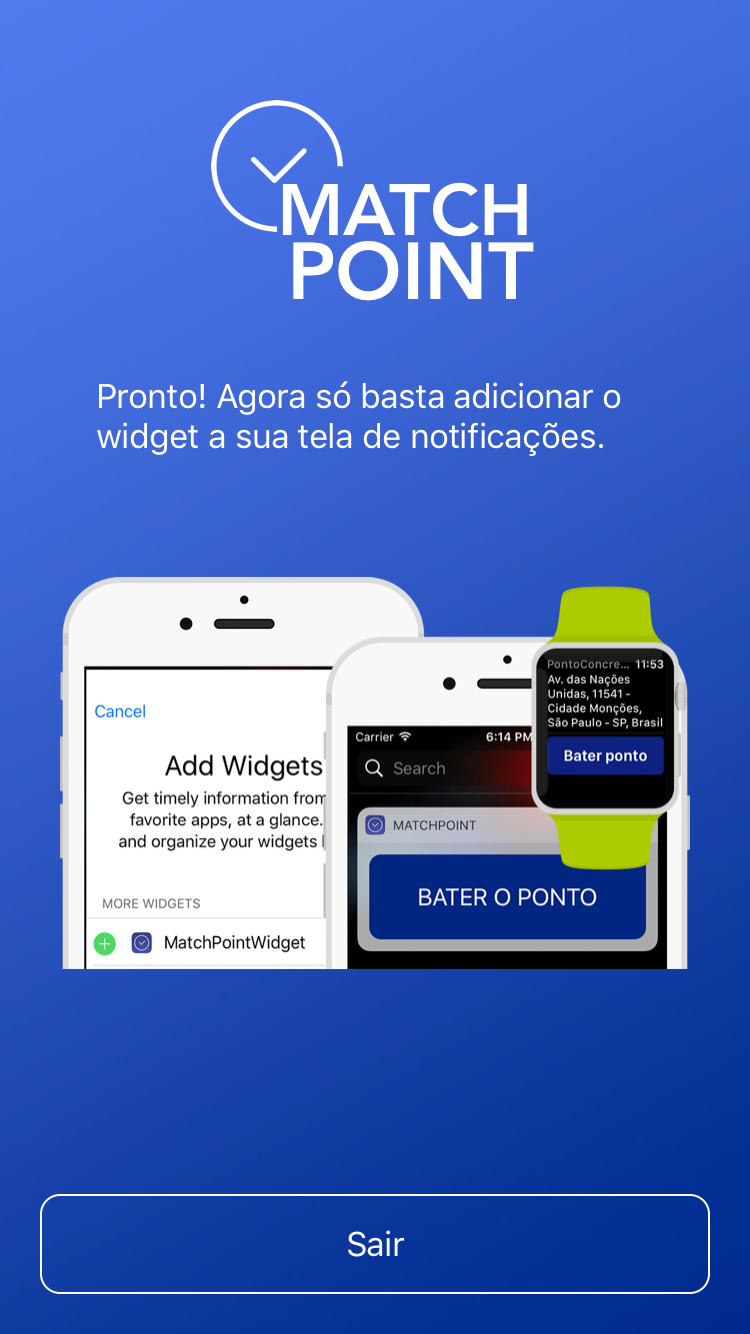 MATCH
POINT
Pronto! Agora só basta adicionar o
widget a sua tela de notificações.
Cancel
Add Widgets
Get timely information from
favorite apps, at a glance.
and organize your widgets
MORE WIDGETS
MatchPointWidget
Carrier
6:14 PM
Search
MATCHPOINT
BATER O PONTO
PontoConcre... 11:53
Av. das Nações
Unidas, 11541 -
Cidade Monções,
São Paulo - SP, Brasil
Bater ponto
Sair